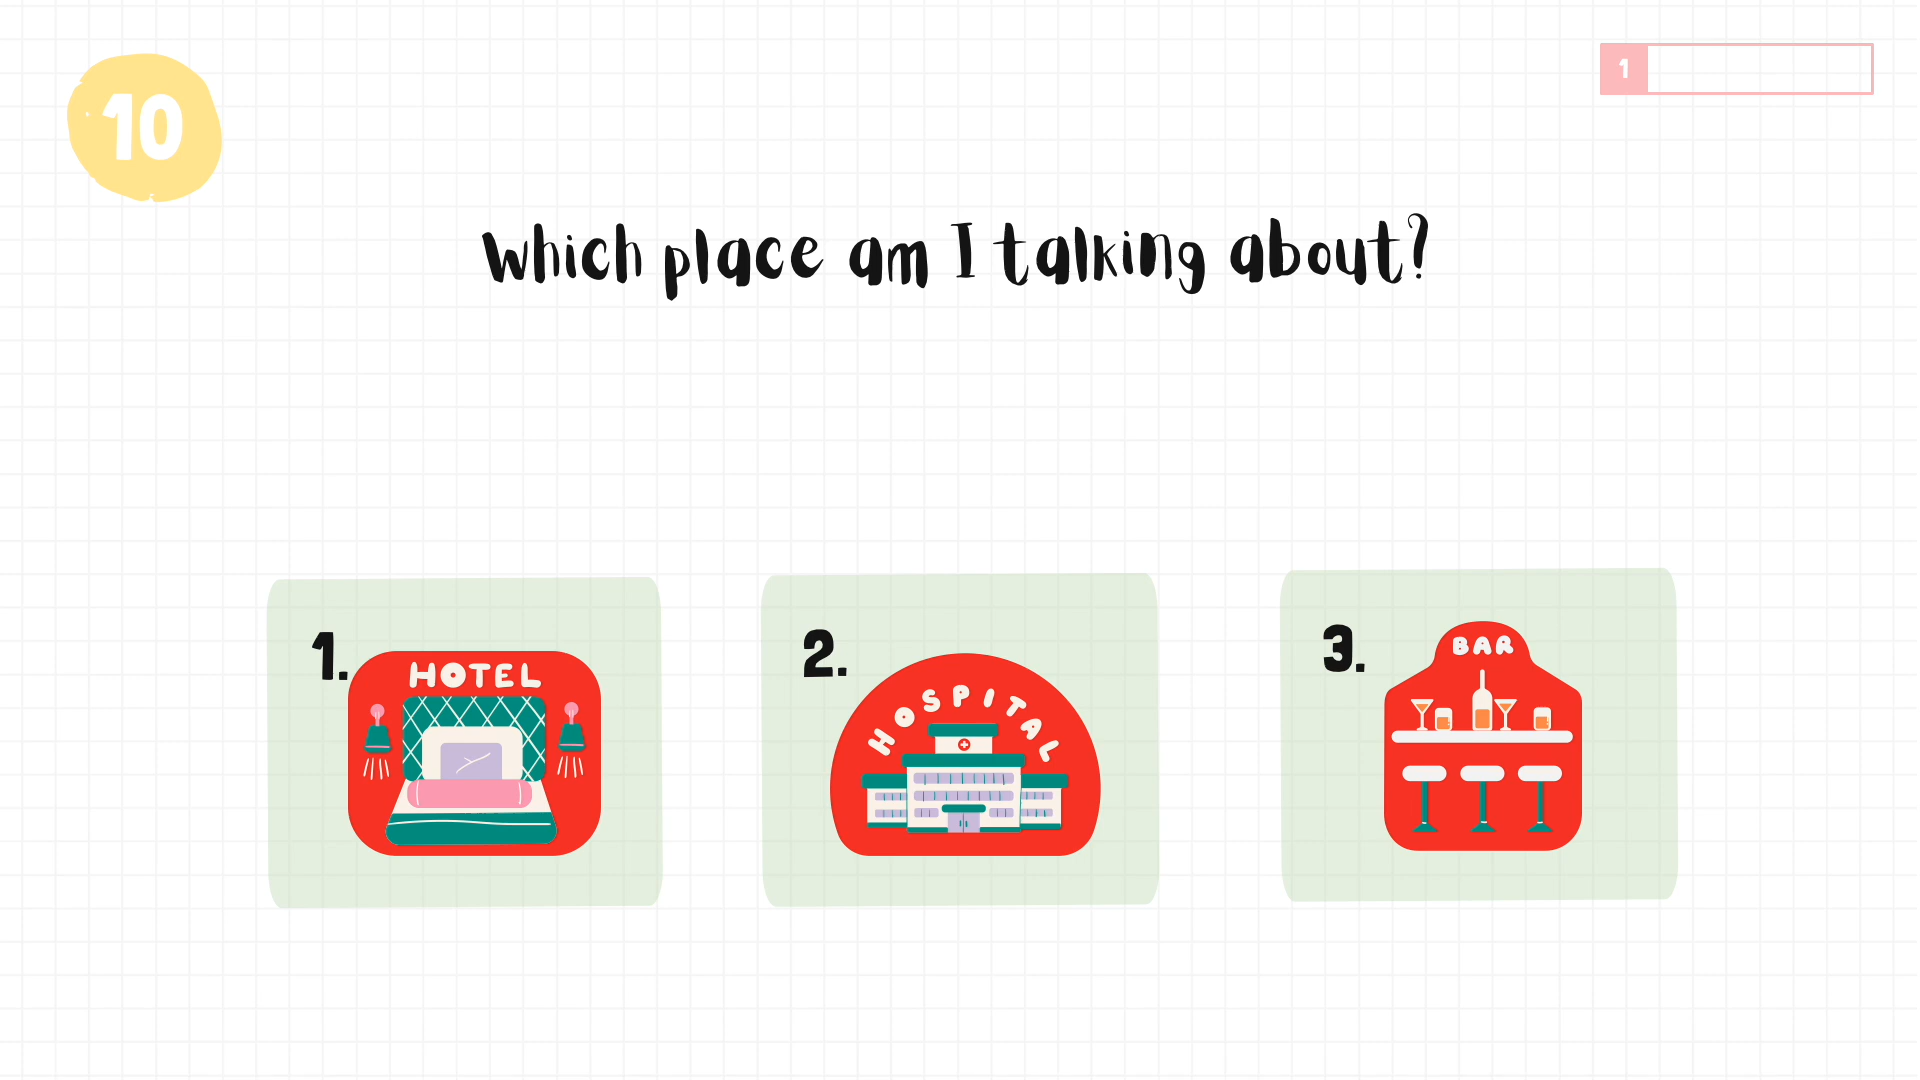 10
1
Which place am I talking about?
1.
HOTEL
2.
HOSPITAL
3.
BAR